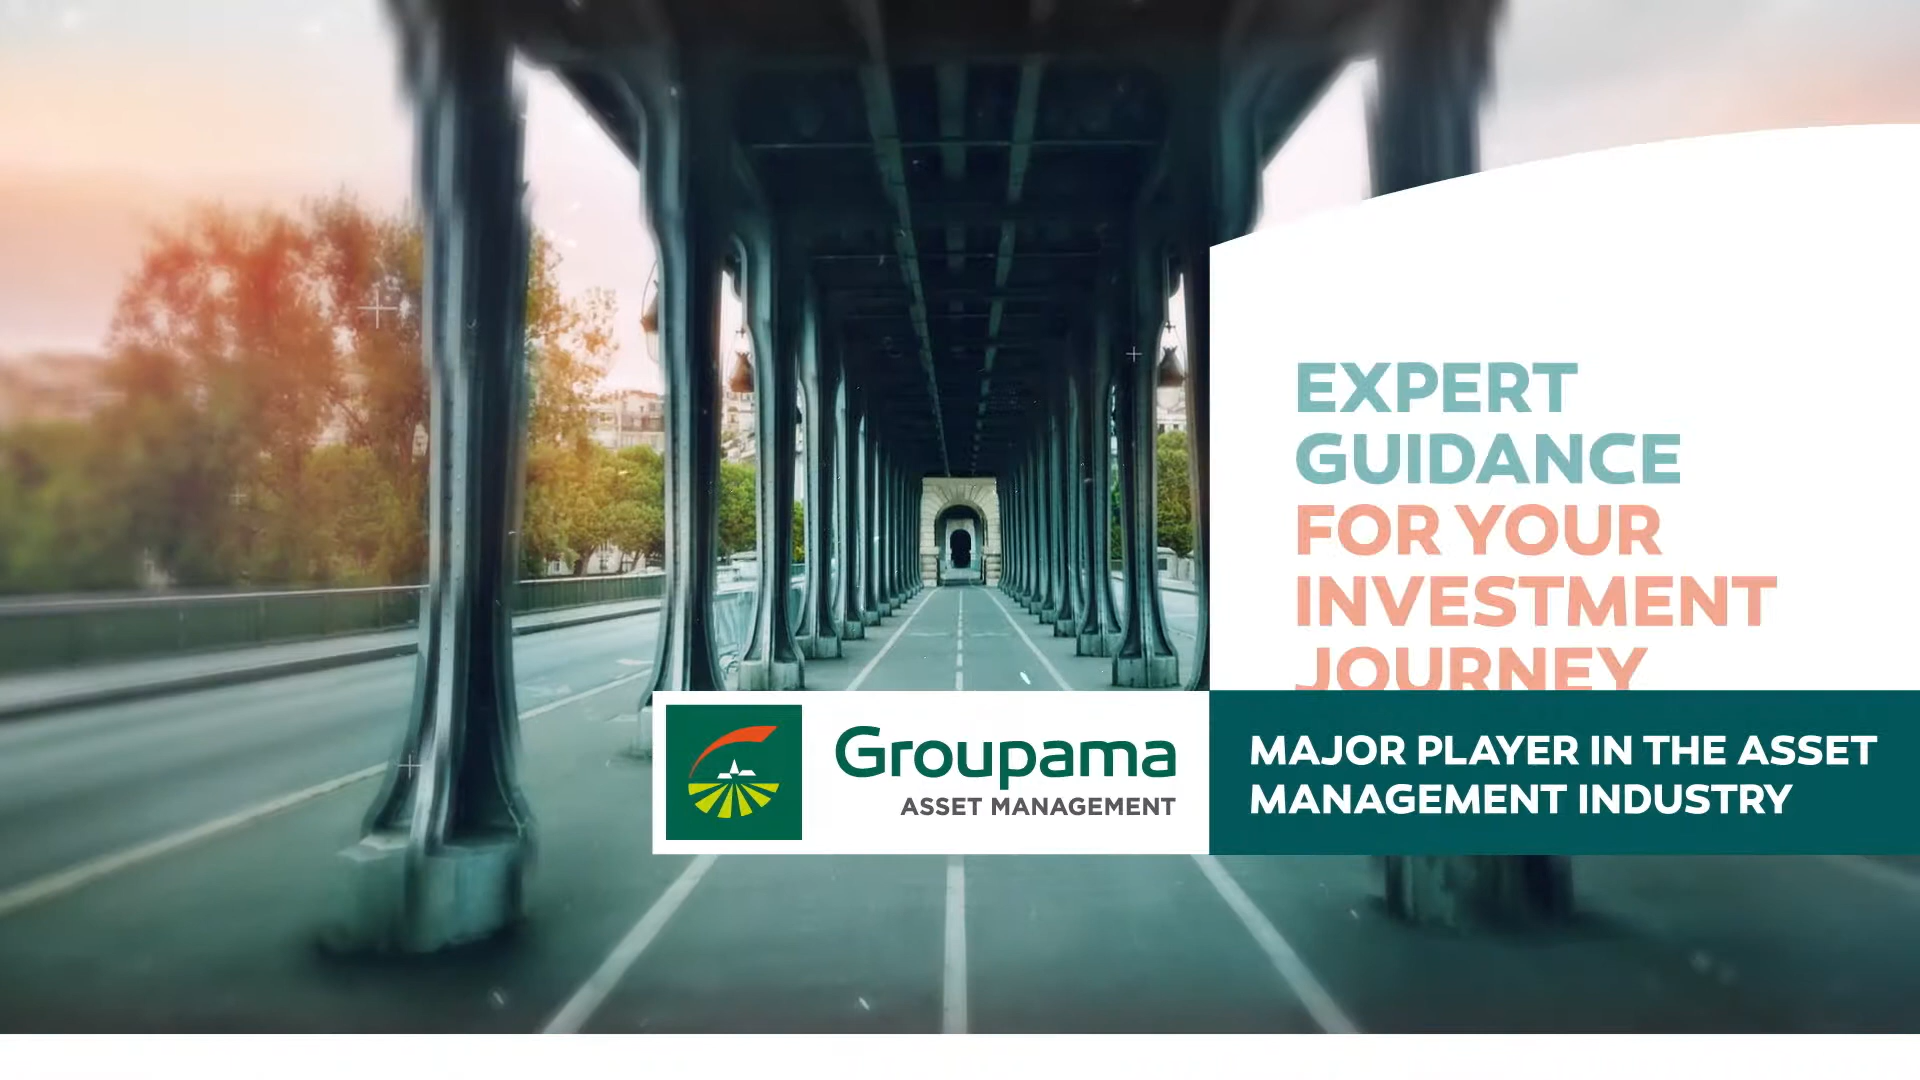 EXPERT
GUIDANCE
FOR YOUR
INVESTMENT
JOURNEY
Groupama
ASSET MANAGEMENT
MAJOR PLAYER IN THE ASSET
MANAGEMENT INDUSTRY